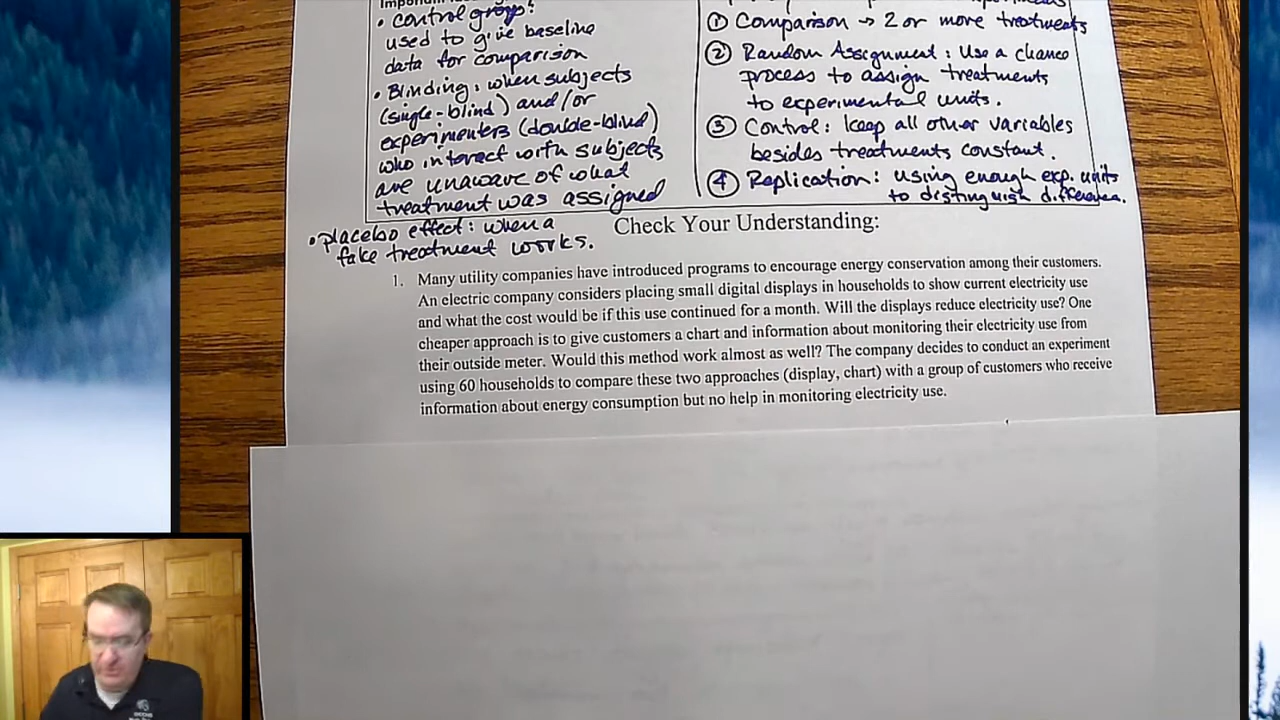 • control group:
used to give baseline
data for comparison
• Blinding: when subjects
(single-blind) and/or
experimenters (double-blind)
who interact with subjects
are unaware of what
treatment was assigned
• placebo effect: when a
fake treatment works.
① Comparison → 2 or more treatments
② Random Assignment: Use a chance
process to assign treatments
to experimental units.
③ Control: keep all other variables
besides treatments constant.
④ Replication: using enough exp. units
to distinguish difference.
Check Your Understanding:
1. Many utility companies have introduced programs to encourage energy conservation among their customers.
An electric company considers placing small digital displays in households to show current electricity use
and what the cost would be if this use continued for a month. Will the displays reduce electricity use? One
cheaper approach is to give customers a chart and information about monitoring their electricity use from
their outside meter. Would this method work almost as well? The company decides to conduct an experiment
using 60 households to compare these two approaches (display, chart) with a group of customers who receive
information about energy consumption but no help in monitoring electricity use.